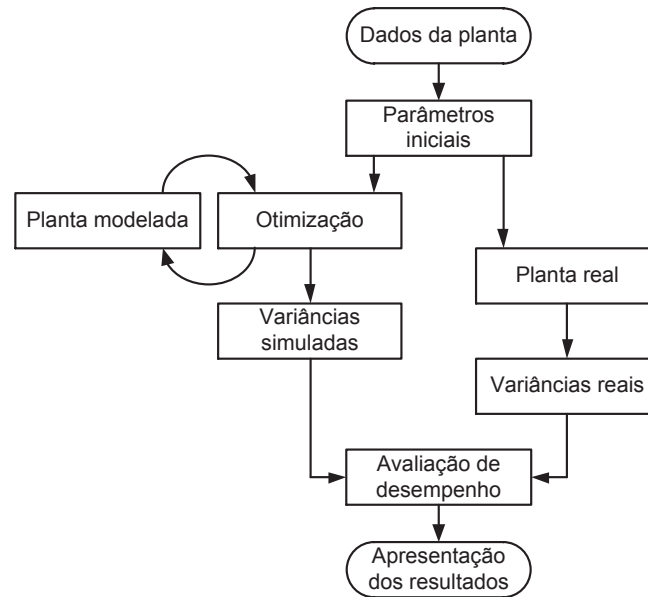 Dados da planta
Parâmetros
iniciais
Planta modelada
Otimização
Planta real
Variâncias
simuladas
Variâncias reais
Avaliação de
desempenho
Apresentação
dos resultados